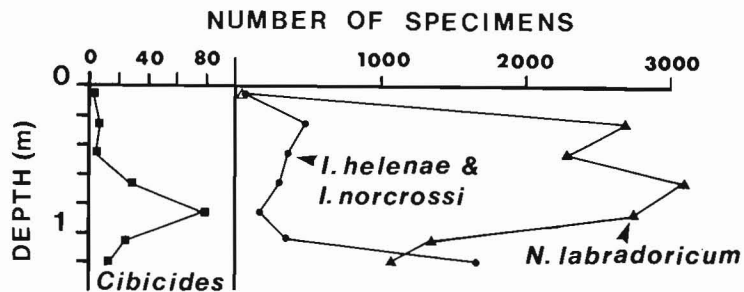 NUMBER OF SPECIMENS
0 40 80 1000 2000 3000
0
DEPTH (m)
1
I. helenae &
I. norcrossi
N. labradoricum
Cibicides